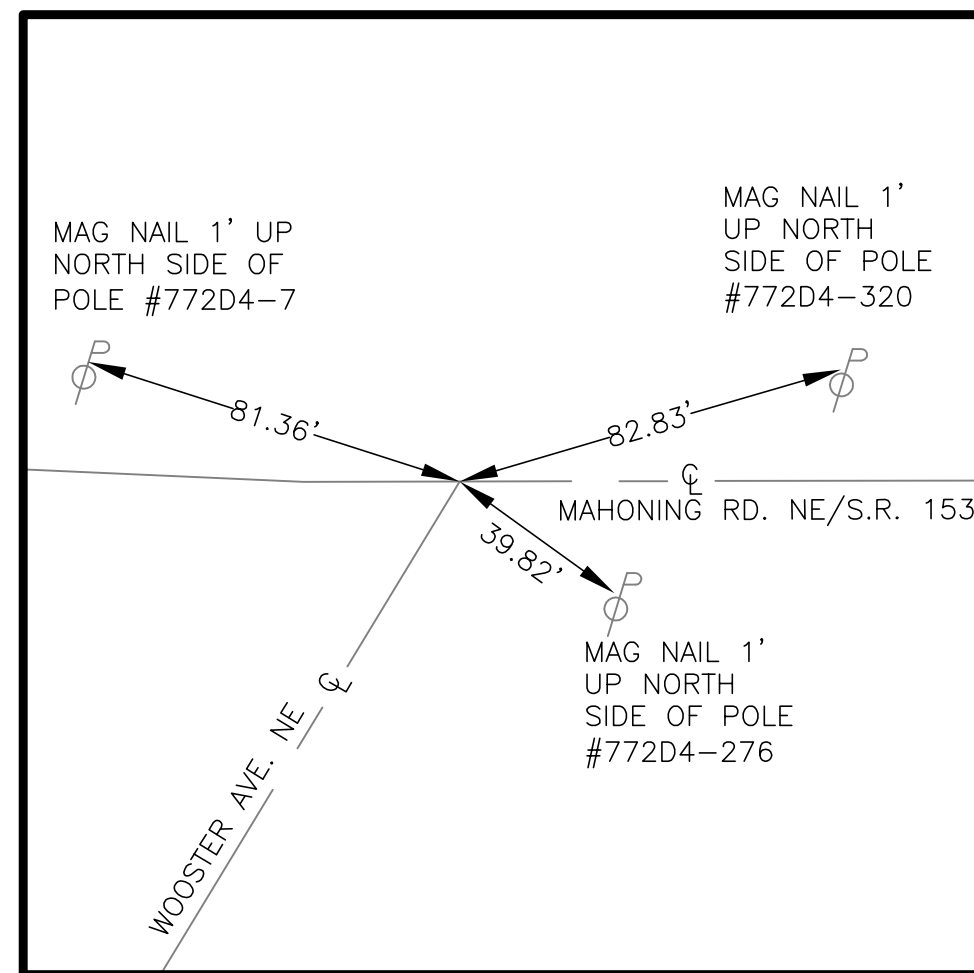 MAG NAIL 1' UP
NORTH SIDE OF
POLE #772D4-7
MAG NAIL 1'
UP NORTH
SIDE OF POLE
#772D4-320
P
P
81.36'
82.83'
℄
MAHONING RD. NE/S.R. 153
39.82'
P
MAG NAIL 1'
UP NORTH
SIDE OF POLE
#772D4-276
WOOSTER AVE. NE ℄